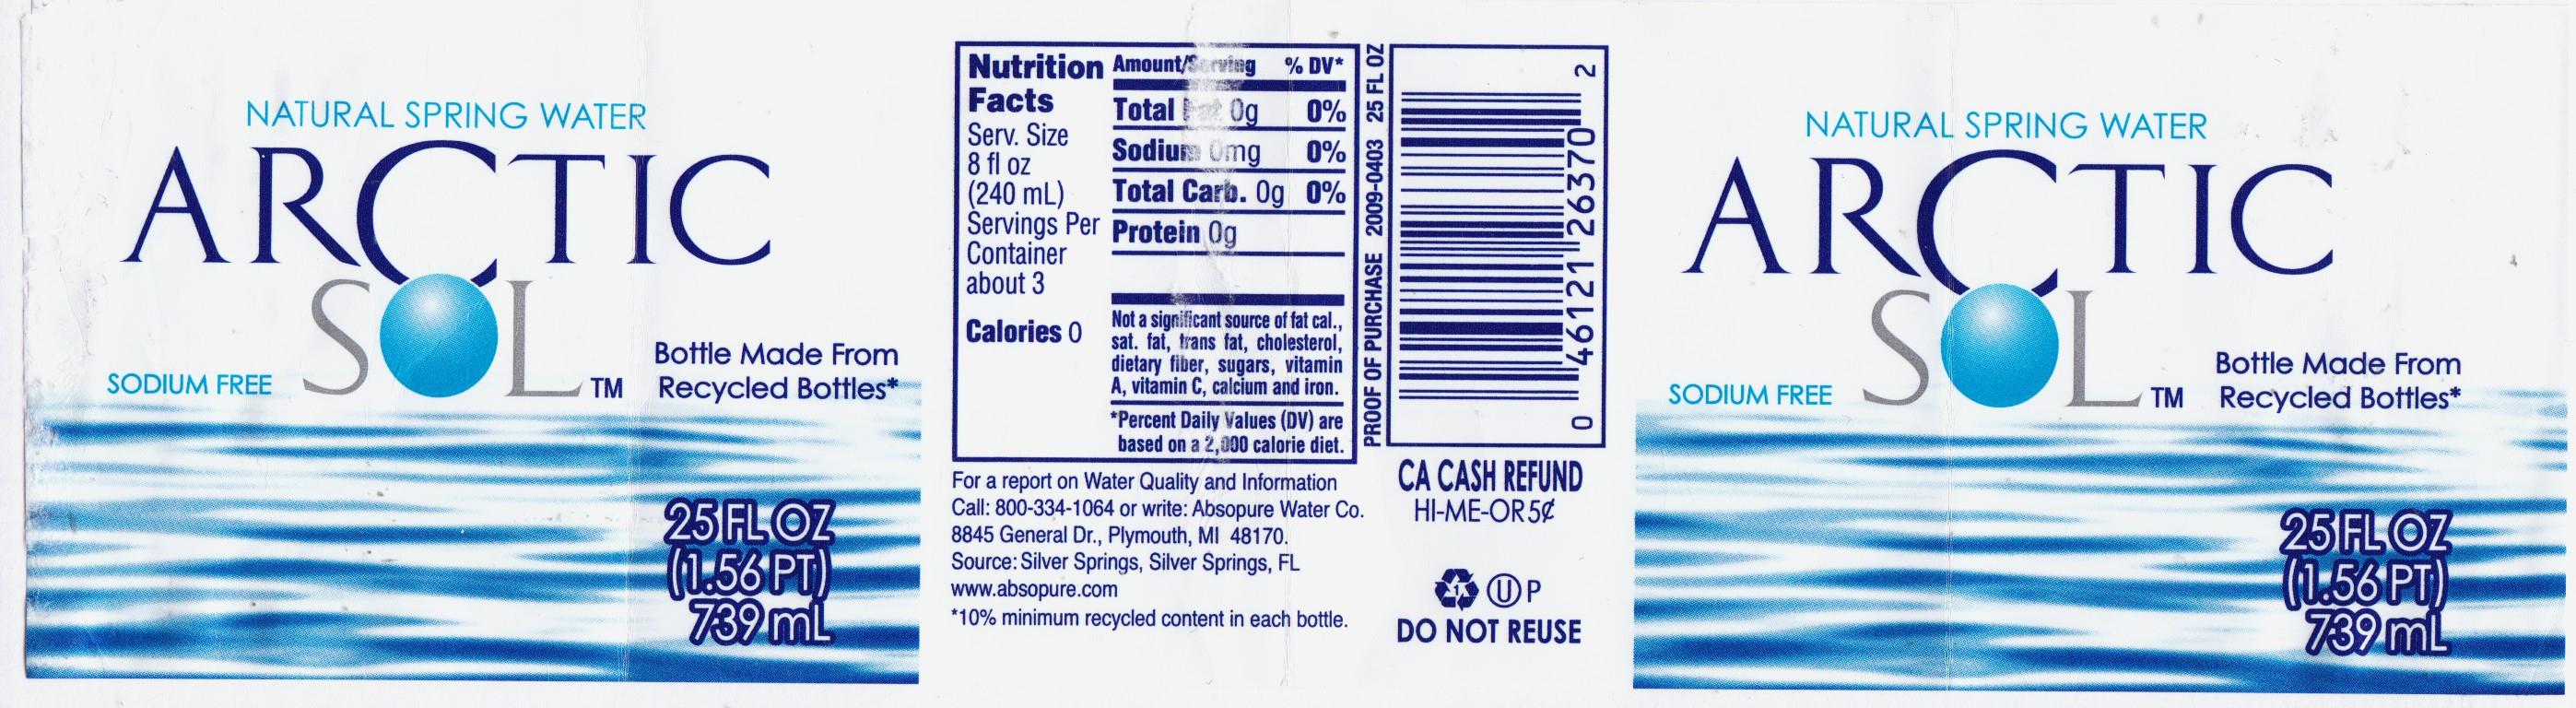 NATURAL SPRING WATER
ARCTIC
SOL™
SODIUM FREE
Bottle Made From
Recycled Bottles*
25 FL OZ
(1.56 PT)
739 mL
Nutrition
Facts
Serv. Size
8 fl oz
(240 mL)
Servings Per
Container
about 3
Calories 0
Amount/Serving % DV*
Total Fat 0g 0%
Sodium 0mg 0%
Total Carb. 0g 0%
Protein 0g
Not a significant source of fat cal.,
sat. fat, trans fat, cholesterol,
dietary fiber, sugars, vitamin
A, vitamin C, calcium and iron.
*Percent Daily Values (DV) are
based on a 2,000 calorie diet.
For a report on Water Quality and Information
Call: 800-334-1064 or write: Absopure Water Co.
8845 General Dr., Plymouth, MI 48170.
Source: Silver Springs, Silver Springs, FL
www.absopure.com
*10% minimum recycled content in each bottle.
PROOF OF PURCHASE 2009-0403 25 FL OZ
0 46121 26370 2
CA CASH REFUND
HI-ME-OR 5¢
1 U P
DO NOT REUSE
NATURAL SPRING WATER
ARCTIC
SOL™
SODIUM FREE
Bottle Made From
Recycled Bottles*
25 FL OZ
(1.56 PT)
739 mL